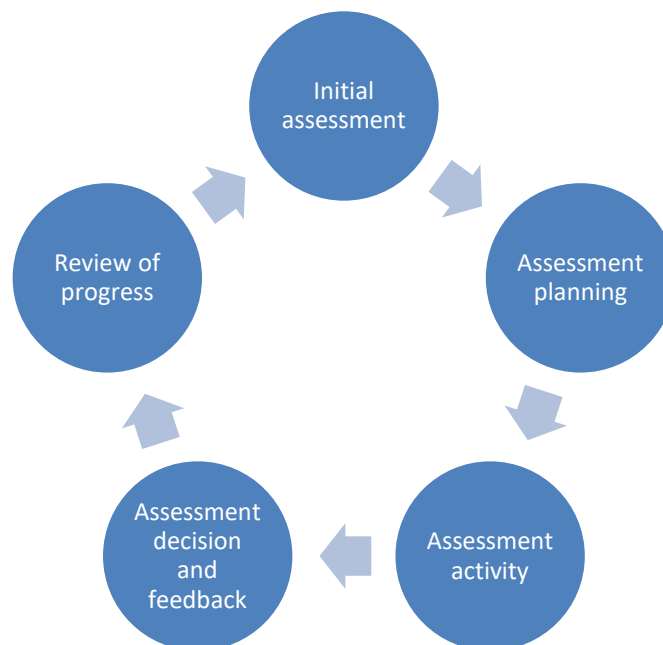 Initial
assessment
Assessment
planning
Assessment
activity
Assessment
decision
and
feedback
Review of
progress